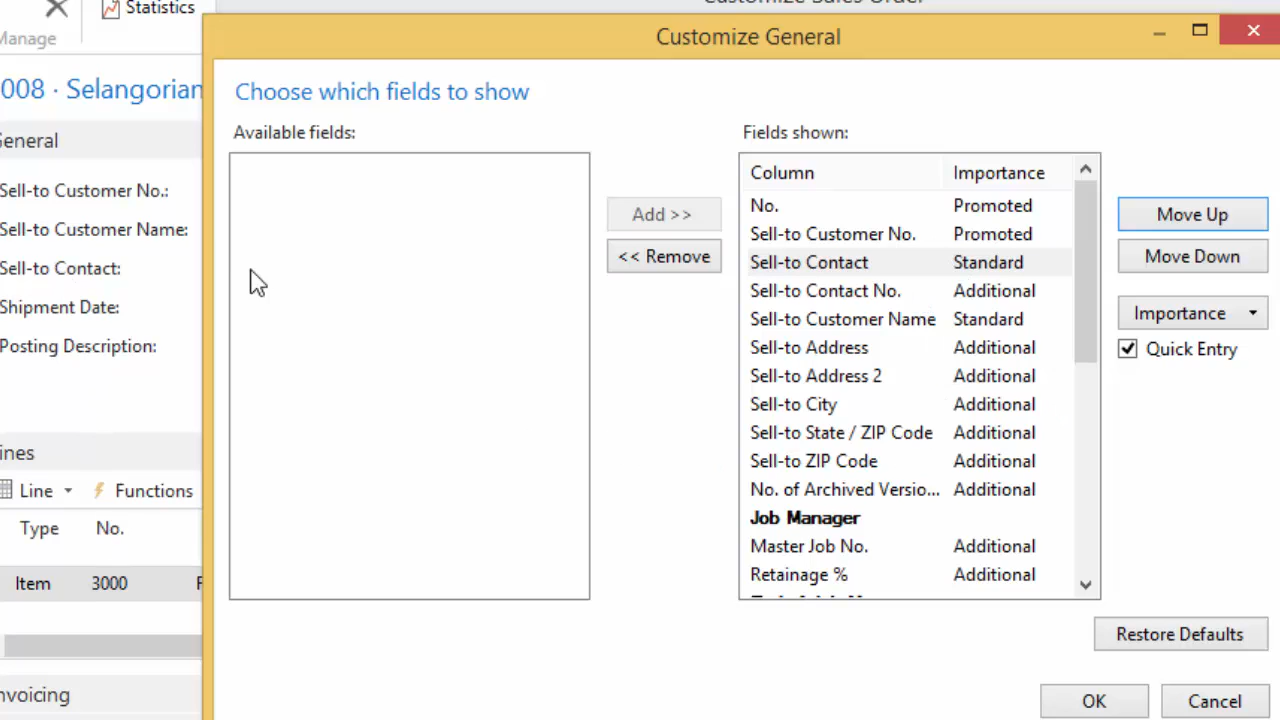 Customize Sales Order
Statistics
Manage
Customize General
008 · Selangorian
Choose which fields to show
General
Available fields:
Fields shown:
Column Importance
No. Promoted
Sell-to Customer No. Promoted
Sell-to Contact Standard
Sell-to Contact No. Additional
Sell-to Customer Name Standard
Sell-to Address Additional
Sell-to Address 2 Additional
Sell-to City Additional
Sell-to State / ZIP Code Additional
Sell-to ZIP Code Additional
No. of Archived Versio... Additional
Job Manager
Master Job No. Additional
Retainage % Additional
Add >>
<< Remove
Move Up
Move Down
Importance
Quick Entry
Restore Defaults
OK Cancel
Sell-to Customer No.:
Sell-to Customer Name:
Sell-to Contact:
Shipment Date:
Posting Description:
ines
Line Functions
Type No.
Item 3000
nvoicing